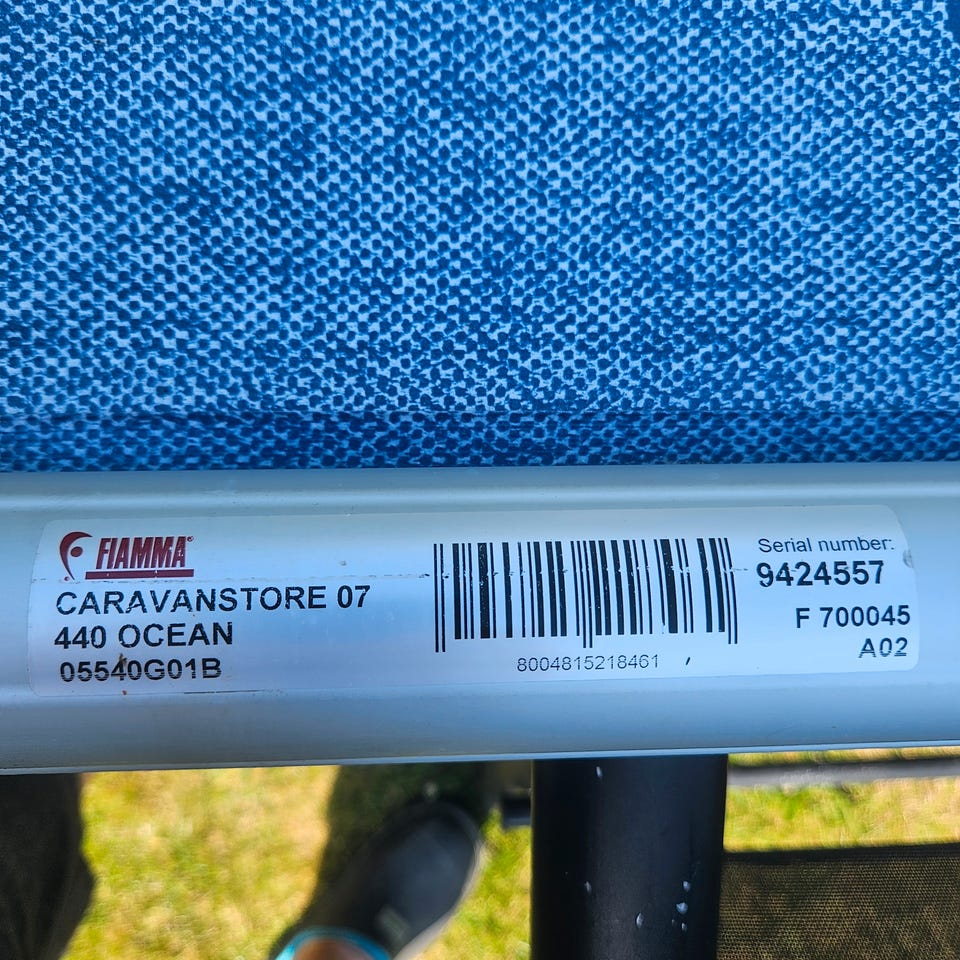 FIAMMA®
CARAVANSTORE 07
440 OCEAN
05540G01B
8004815218461
Serial number:
9424557
F 700045
A02